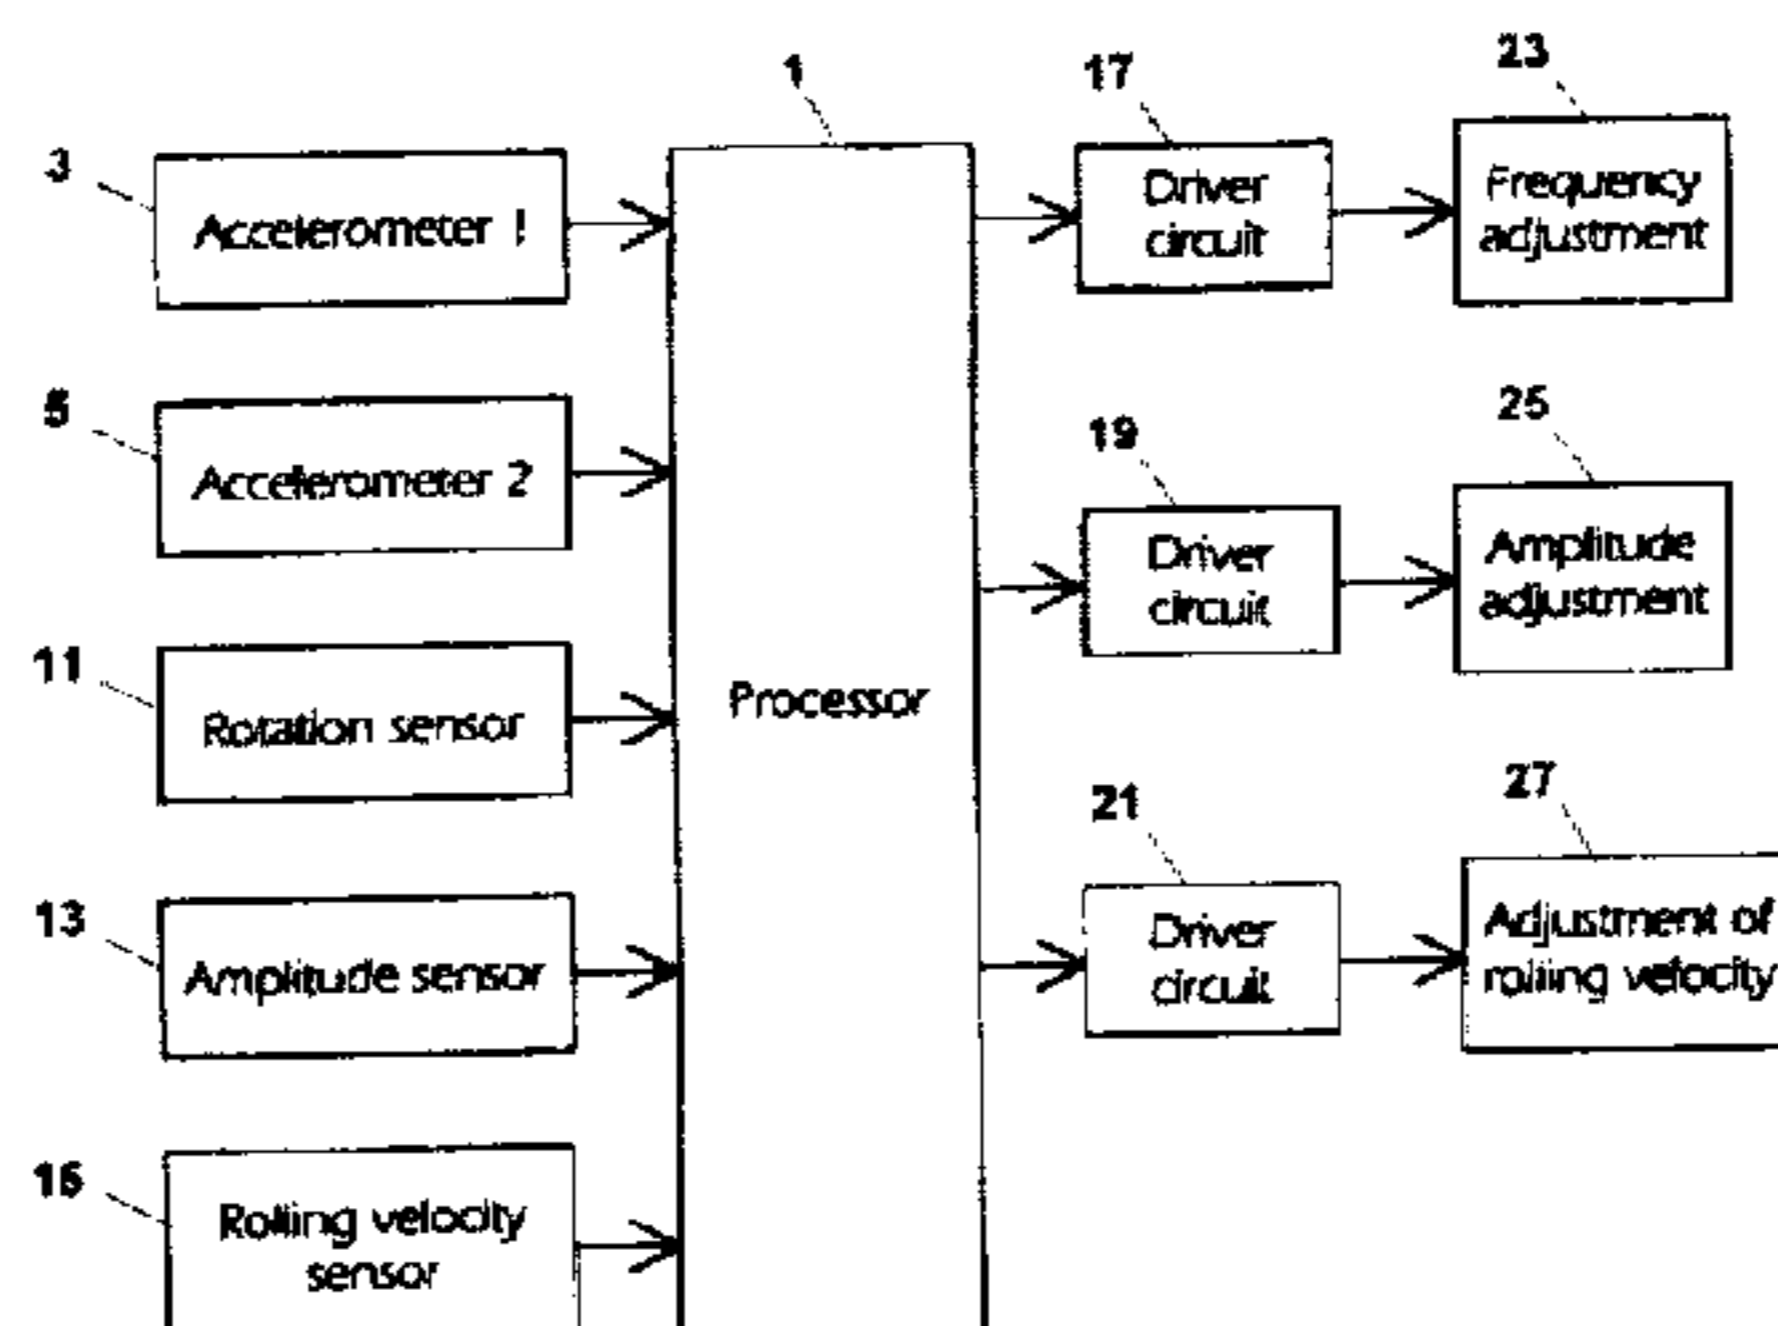 1
17
23
3
Accelerometer 1
Driver
circuit
Frequency
adjustment
5
Accelerometer 2
19
25
Driver
circuit
Amplitude
adjustment
11
Rotation sensor
Processor
21
27
13
Amplitude sensor
Driver
circuit
Adjustment of
rolling velocity
15
Rolling velocity
sensor